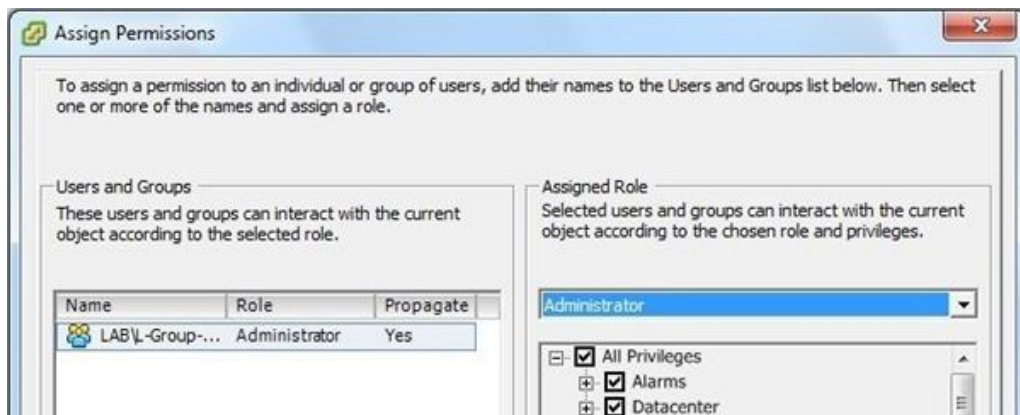 Assign Permissions
To assign a permission to an individual or group of users, add their names to the Users and Groups list below. Then select
one or more of the names and assign a role.
Users and Groups
These users and groups can interact with the current
object according to the selected role.
Name Role Propagate
LAB\L-Group-... Administrator Yes
Assigned Role
Selected users and groups can interact with the current
object according to the chosen role and privileges.
Administrator
All Privileges
Alarms
Datacenter